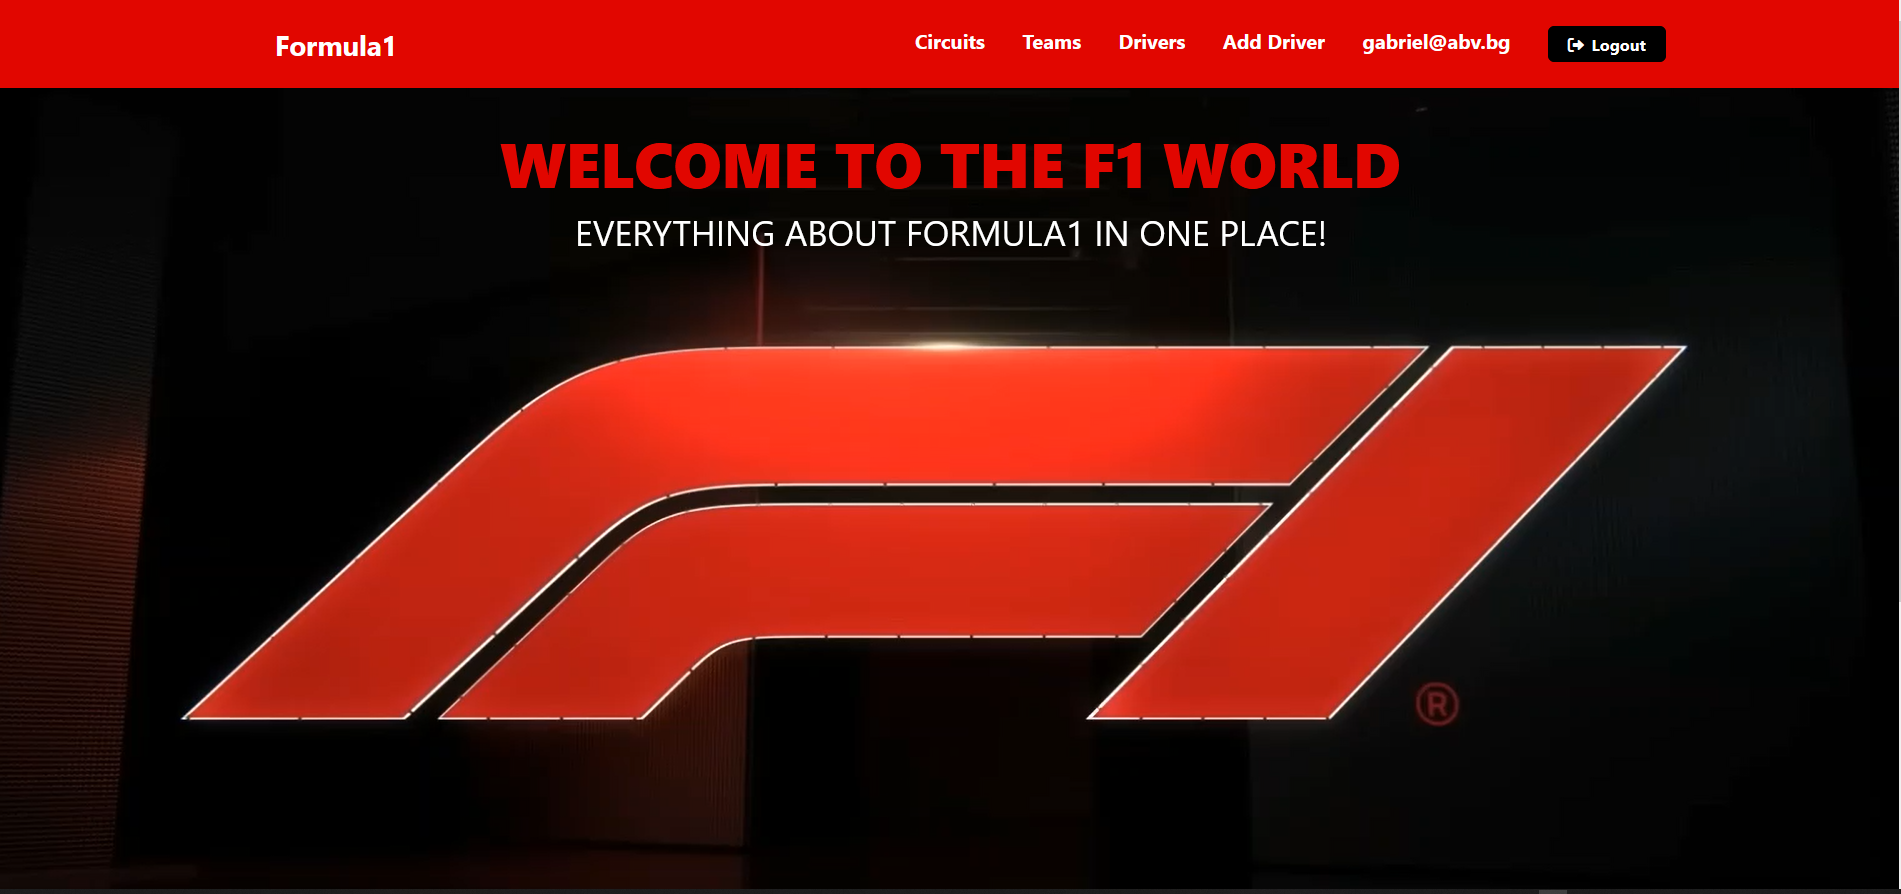 Formula1 Circuits Teams Drivers Add Driver gabriel@abv.bg Logout
WELCOME TO THE F1 WORLD
EVERYTHING ABOUT FORMULA1 IN ONE PLACE!
F1
®